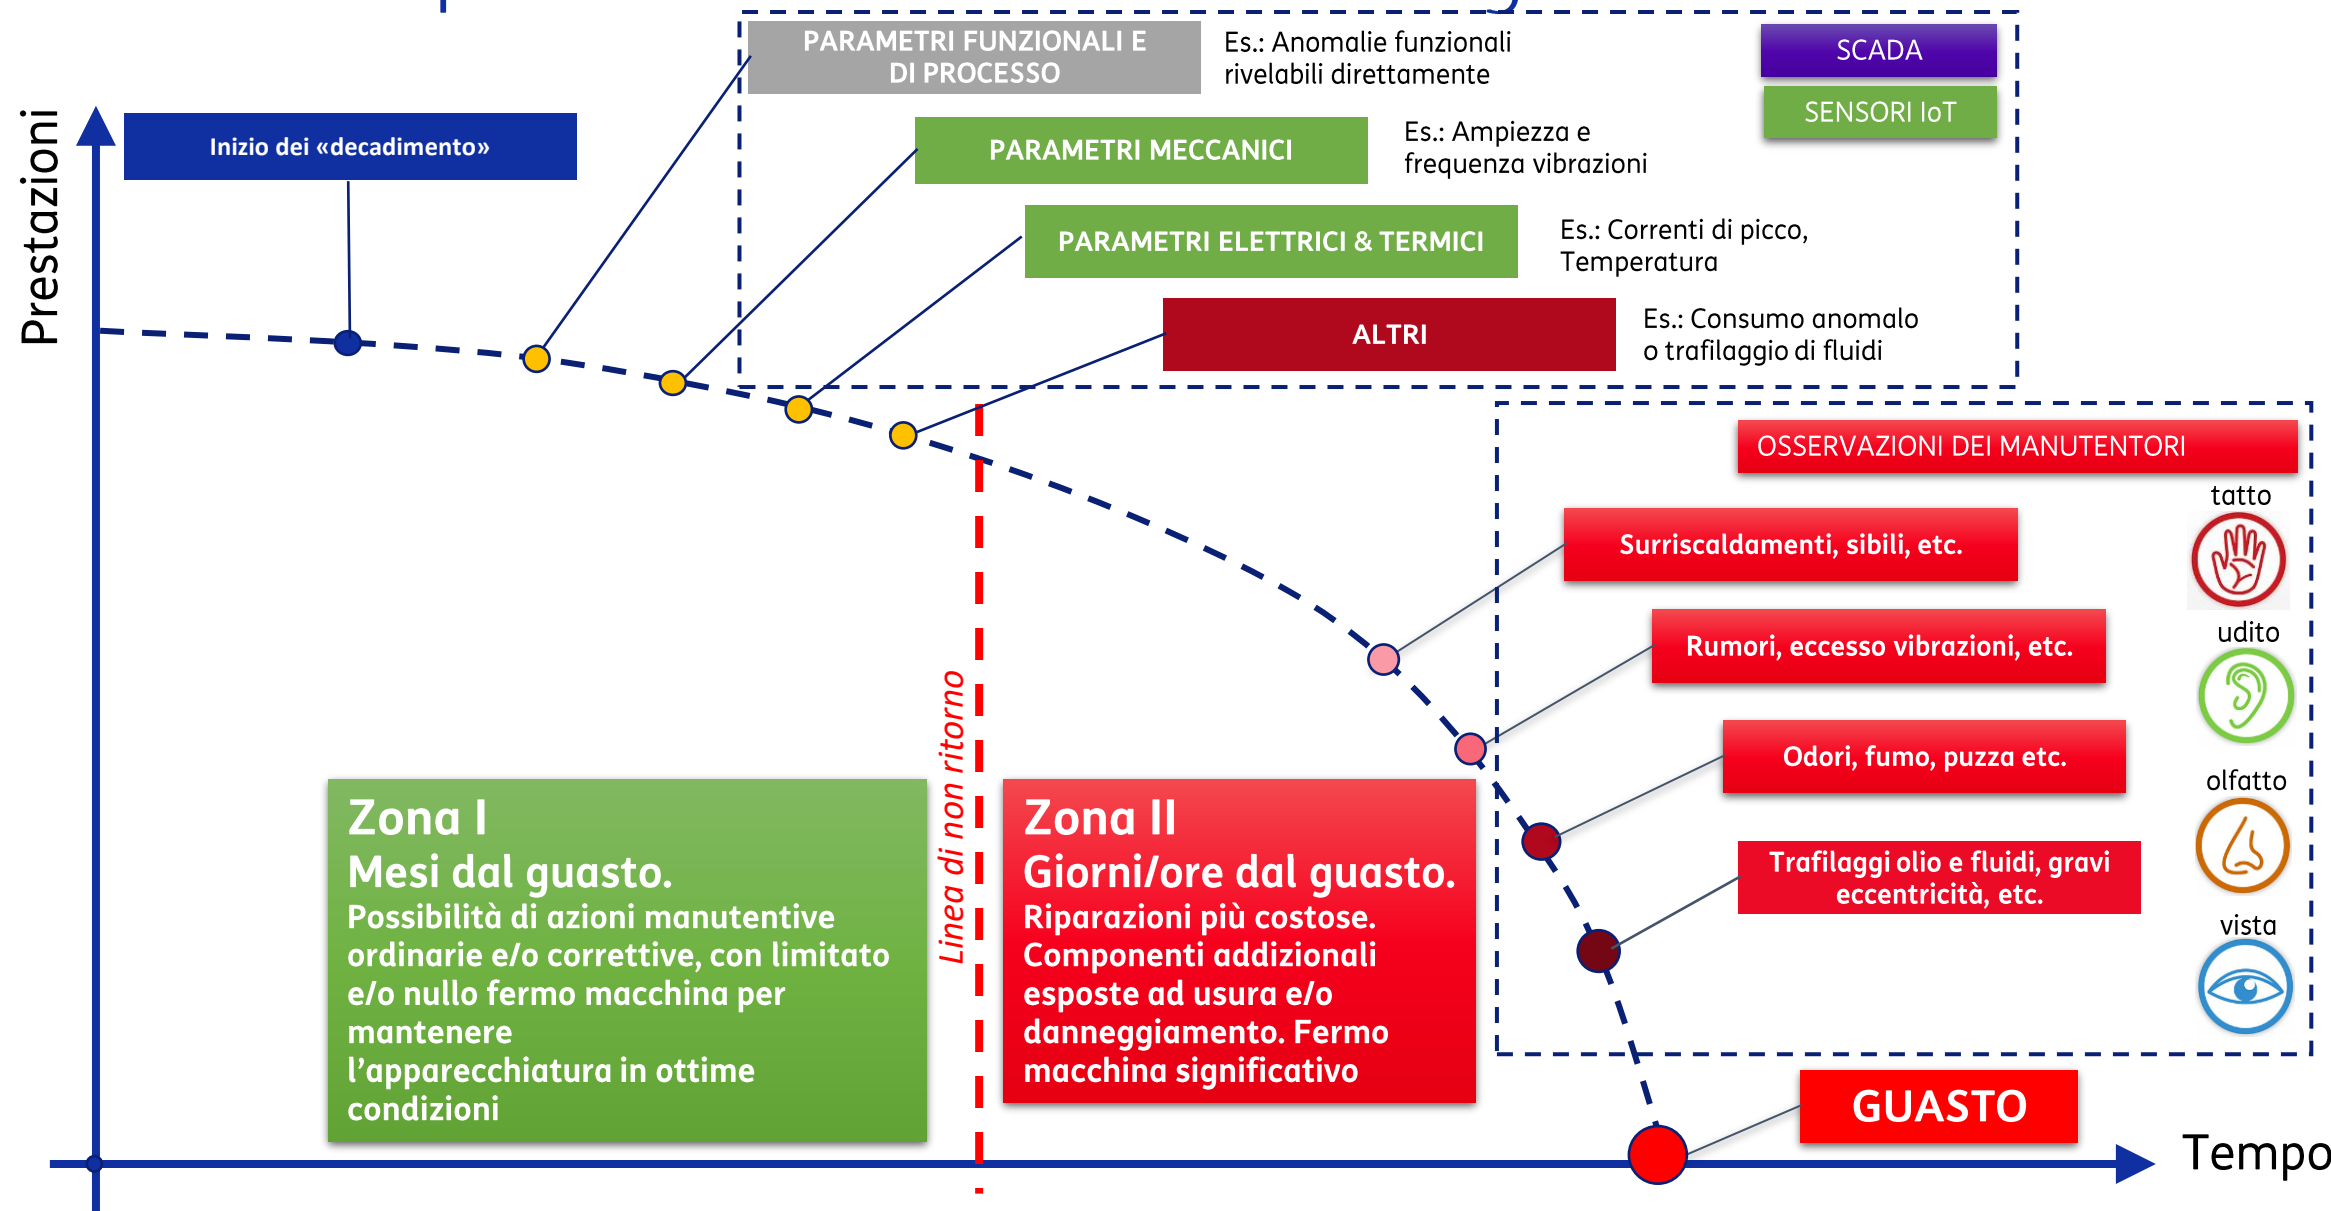 PARAMETRI FUNZIONALI E
DI PROCESSO
Es.: Anomalie funzionali
rivelabili direttamente
SCADA
SENSORI IoT
Inizio dei «decadimento»
PARAMETRI MECCANICI
Es.: Ampiezza e
frequenza vibrazioni
Prestazioni
PARAMETRI ELETTRICI & TERMICI
Es.: Correnti di picco,
Temperatura
ALTRI
Es.: Consumo anomalo
o trafilaggio di fluidi
OSSERVAZIONI DEI MANUTENTORI
tatto
Surriscaldamenti, sibili, etc.
udito
Rumori, eccesso vibrazioni, etc.
Odori, fumo, puzza etc.
olfatto
Trafilaggi olio e fluidi, gravi
eccentricità, etc.
vista
Linea di non ritorno
Zona I
Mesi dal guasto.
Possibilità di azioni manutentive
ordinarie e/o correttive, con limitato
e/o nullo fermo macchina per
mantenere
l’apparecchiatura in ottime
condizioni
Zona II
Giorni/ore dal guasto.
Riparazioni più costose.
Componenti addizionali
esposte ad usura e/o
danneggiamento. Fermo
macchina significativo
GUASTO
Tempo